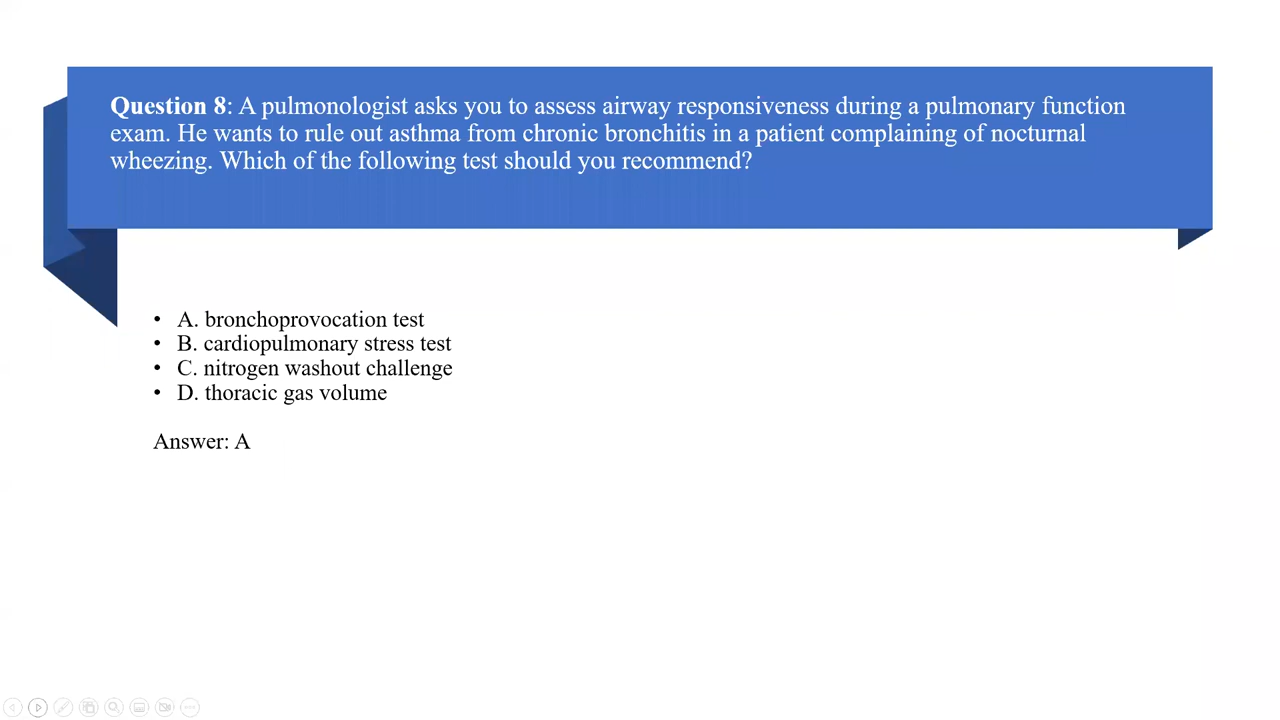 Question 8: A pulmonologist asks you to assess airway responsiveness during a pulmonary function
exam. He wants to rule out asthma from chronic bronchitis in a patient complaining of nocturnal
wheezing. Which of the following test should you recommend?
• A. bronchoprovocation test
• B. cardiopulmonary stress test
• C. nitrogen washout challenge
• D. thoracic gas volume
Answer: A